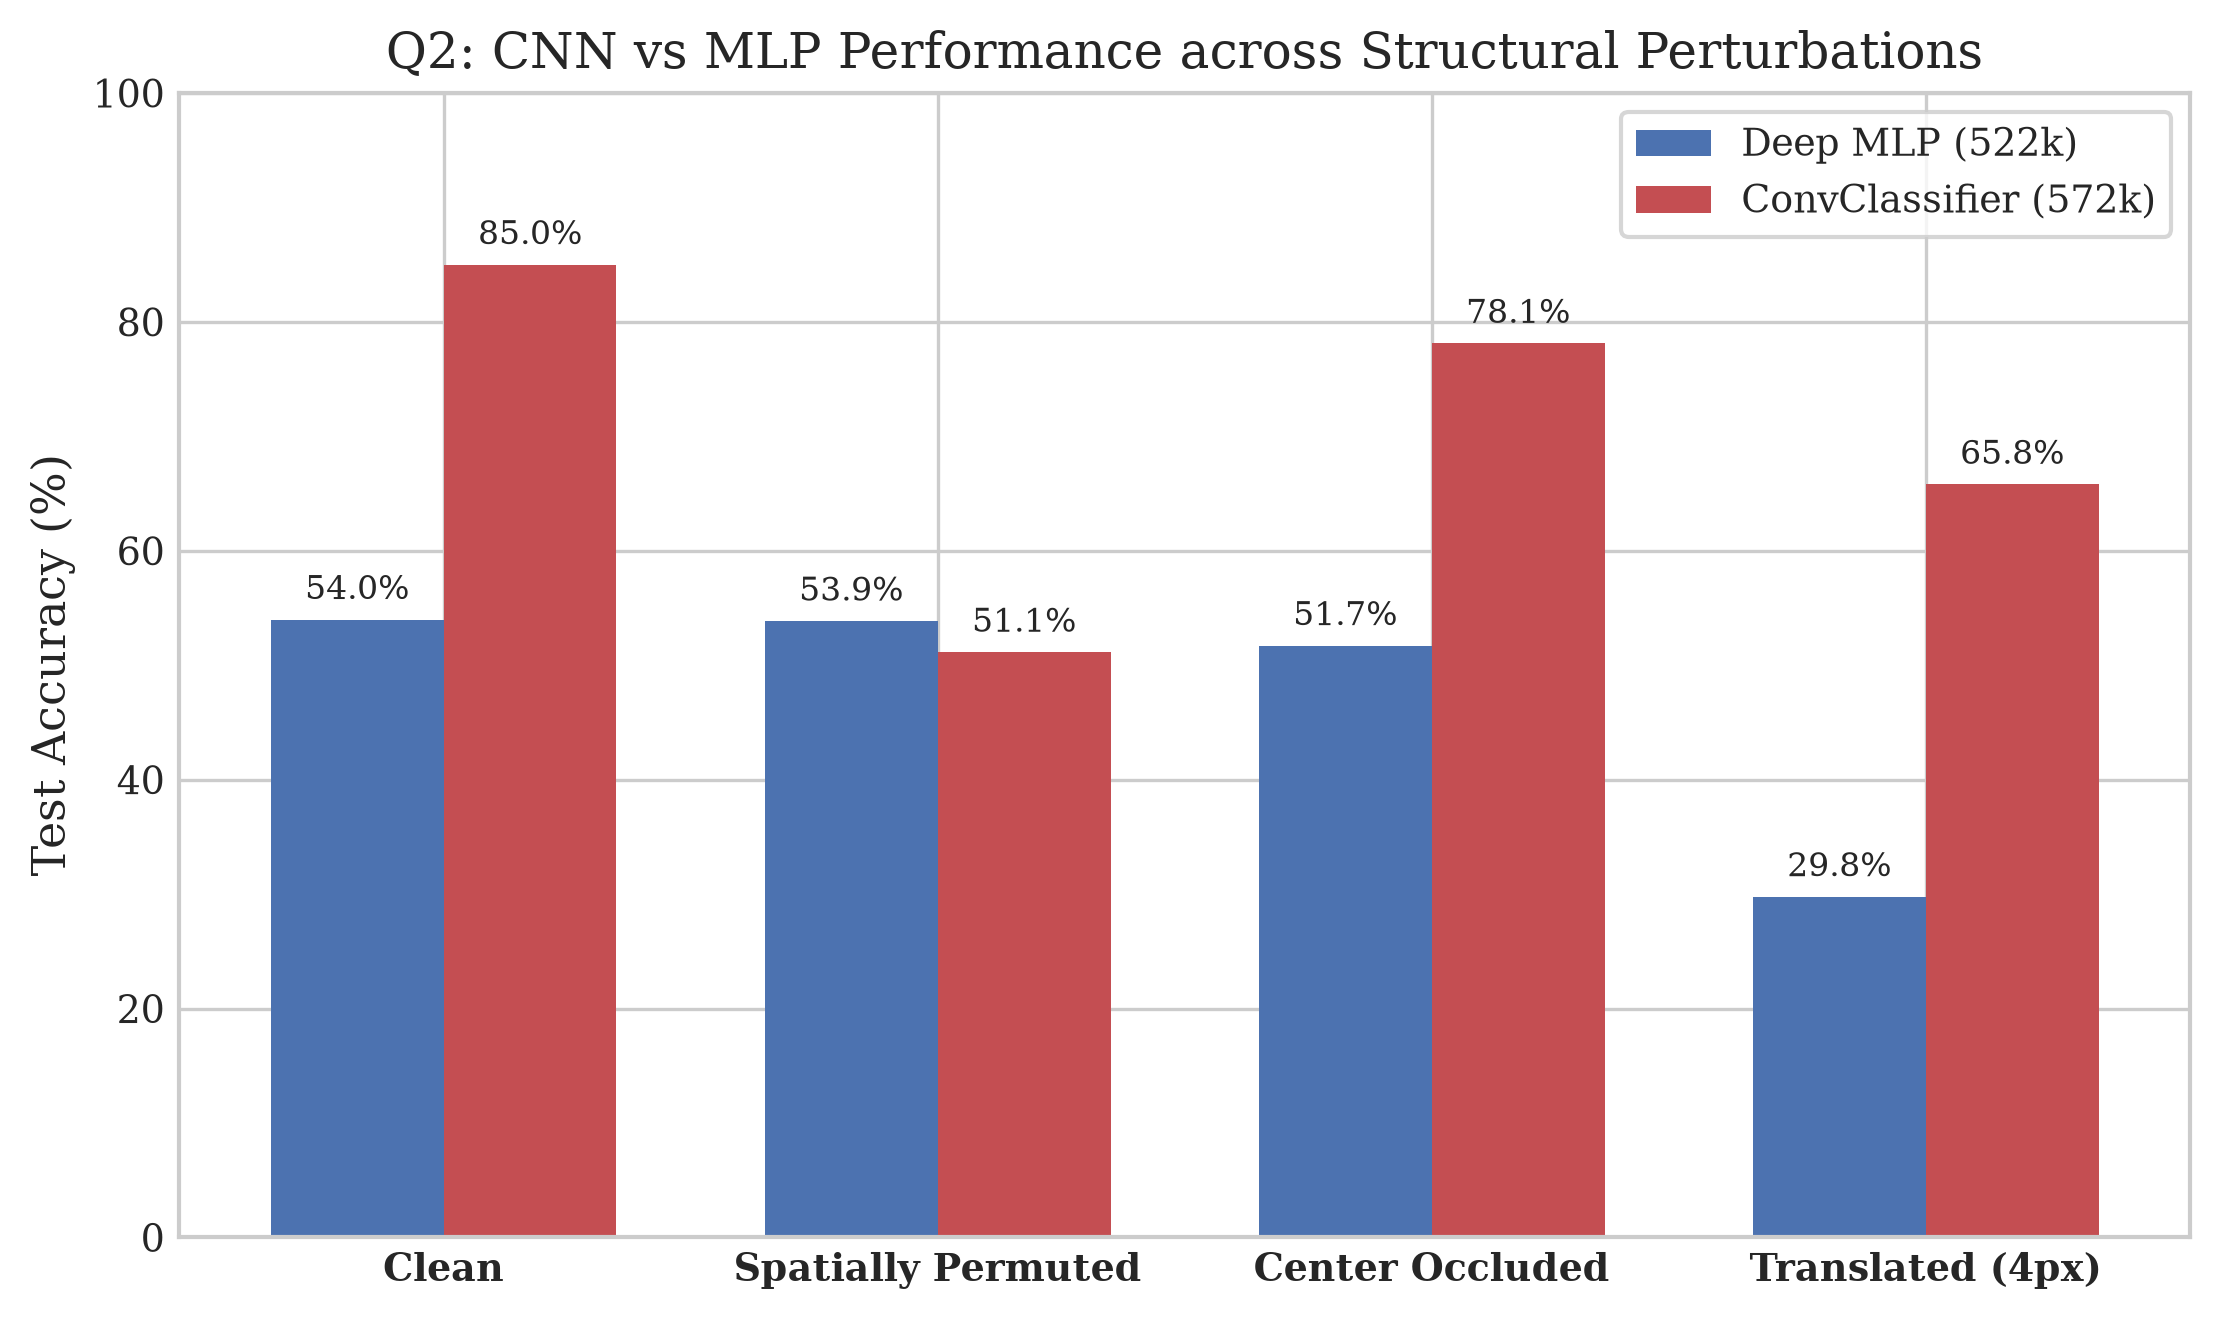 Q2: CNN vs MLP Performance across Structural Perturbations
Test Accuracy (%)
100
80
60
40
20
0
Deep MLP (522k)
ConvClassifier (572k)
54.0%
85.0%
53.9%
51.1%
51.7%
78.1%
29.8%
65.8%
Clean
Spatially Permuted
Center Occluded
Translated (4px)